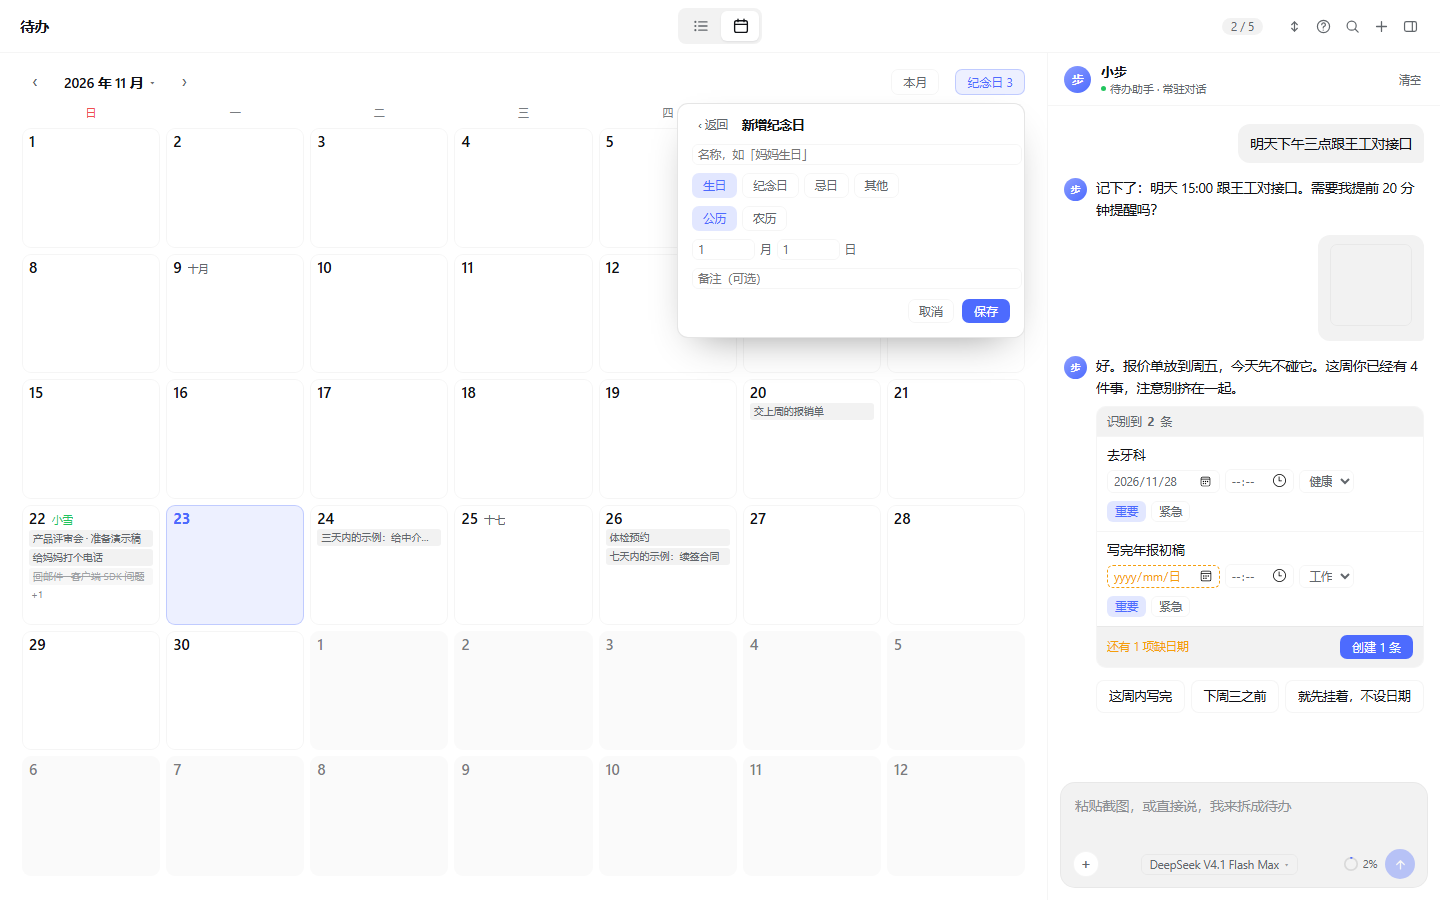 待办
2 / 5
2026 年 11 月
本月
纪念日 3
日 一 二 三 四
1 2 3 4 5
8 9 十月 10 11 12
15 16 17 18 19 20 21
交上周的报销单
22 小雪 23 24 25 十七 26 27 28
产品评审会 · 准备演示稿
给妈妈打个电话
回邮件 · 客户端 SDK 问题
+1
三天内的示例：给中介...
体检预约
七天内的示例：续签合同
29 30 1 2 3 4 5
6 7 8 9 10 11 12
‹ 返回 新增纪念日
名称，如「妈妈生日」
生日 纪念日 忌日 其他
公历 农历
1 月 1 日
备注（可选）
取消 保存
步 小步
待办助手 · 常驻对话
清空
明天下午三点跟王工对接口
步
记下了：明天 15:00 跟王工对接口。需要我提前 20 分
钟提醒吗？
步
好。报价单放到周五，今天先不碰它。这周你已经有 4
件事，注意别挤在一起。
识别到 2 条
去牙科
2026/11/28 --:-- 健康
重要 紧急
写完年报初稿
yyyy/mm/日 --:-- 工作
重要 紧急
还有 1 项缺日期 创建 1 条
这周内写完 下周三之前 就先挂着，不设日期
粘贴截图，或直接说，我来拆成待办
+ DeepSeek V4.1 Flash Max 2%